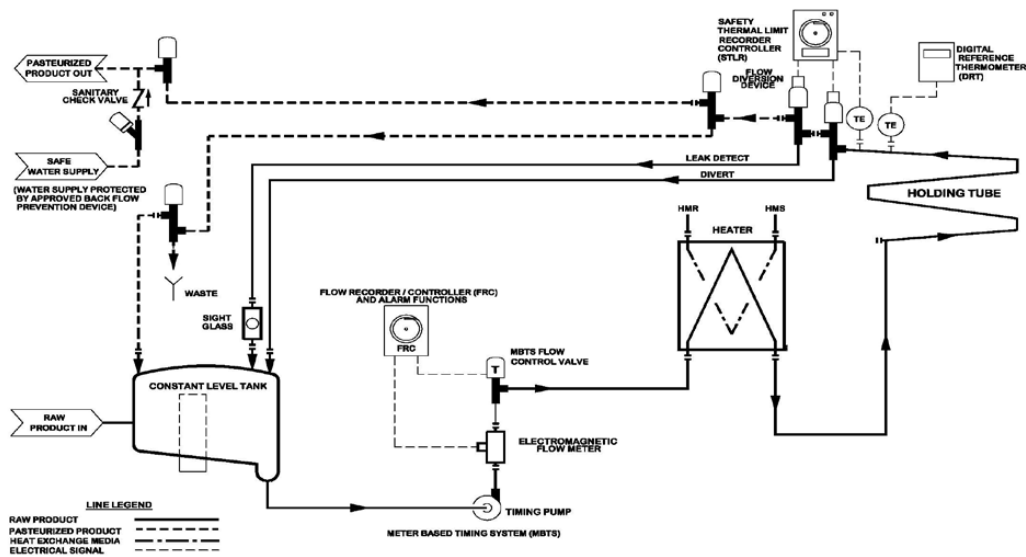 PASTEURIZED
PRODUCT OUT
SANITARY
CHECK VALVE
SAFE
WATER SUPPLY
(WATER SUPPLY PROTECTED
BY APPROVED BACK FLOW
PREVENTION DEVICE)
WASTE
SAFETY
THERMAL LIMIT
RECORDER
CONTROLLER
(STLR)
FLOW
DIVERSION
DEVICE
DIGITAL
REFERENCE
THERMOMETER
(DRT)
TE
TE
LEAK DETECT
DIVERT
HOLDING TUBE
HMR
HMS
HEATER
SIGHT
GLASS
FLOW RECORDER / CONTROLLER (FRC)
AND ALARM FUNCTIONS
FRC
MBTS FLOW
CONTROL VALVE
T
CONSTANT LEVEL TANK
RAW
PRODUCT IN
ELECTROMAGNETIC
FLOW METER
TIMING PUMP
METER BASED TIMING SYSTEM (MBTS)
LINE LEGEND
RAW PRODUCT
PASTEURIZED PRODUCT
HEAT EXCHANGE MEDIA
ELECTRICAL SIGNAL